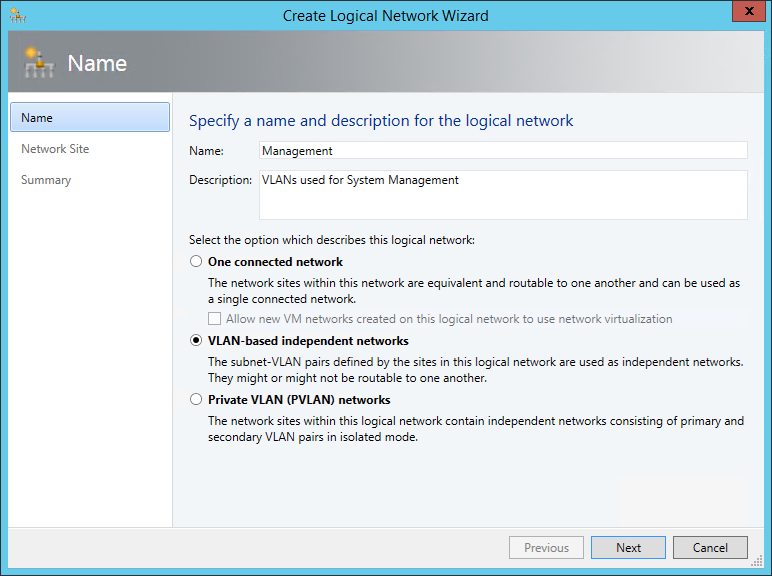 Create Logical Network Wizard
x
Name
Name
Network Site
Summary
Specify a name and description for the logical network
Name:
Management
Description:
VLANs used for System Management
Select the option which describes this logical network:
One connected network
The network sites within this network are equivalent and routable to one another and can be used as
a single connected network.
Allow new VM networks created on this logical network to use network virtualization
VLAN-based independent networks
The subnet-VLAN pairs defined by the sites in this logical network are used as independent networks.
They might or might not be routable to one another.
Private VLAN (PVLAN) networks
The network sites within this logical network contain independent networks consisting of primary and
secondary VLAN pairs in isolated mode.
Previous
Next
Cancel